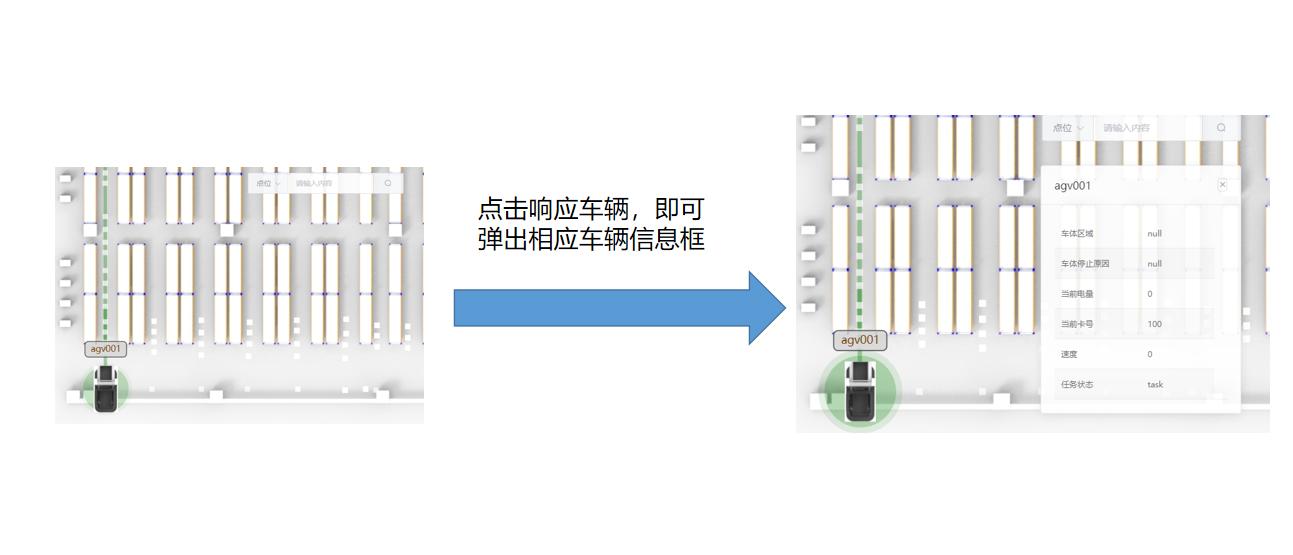 点位 请输入内容
agv001
点击响应车辆，即可
弹出相应车辆信息框
点位 请输入内容
agv001
车体区域 null
车体停止原因 null
当前电量 0
当前卡号 100
速度 0
任务状态 task
agv001